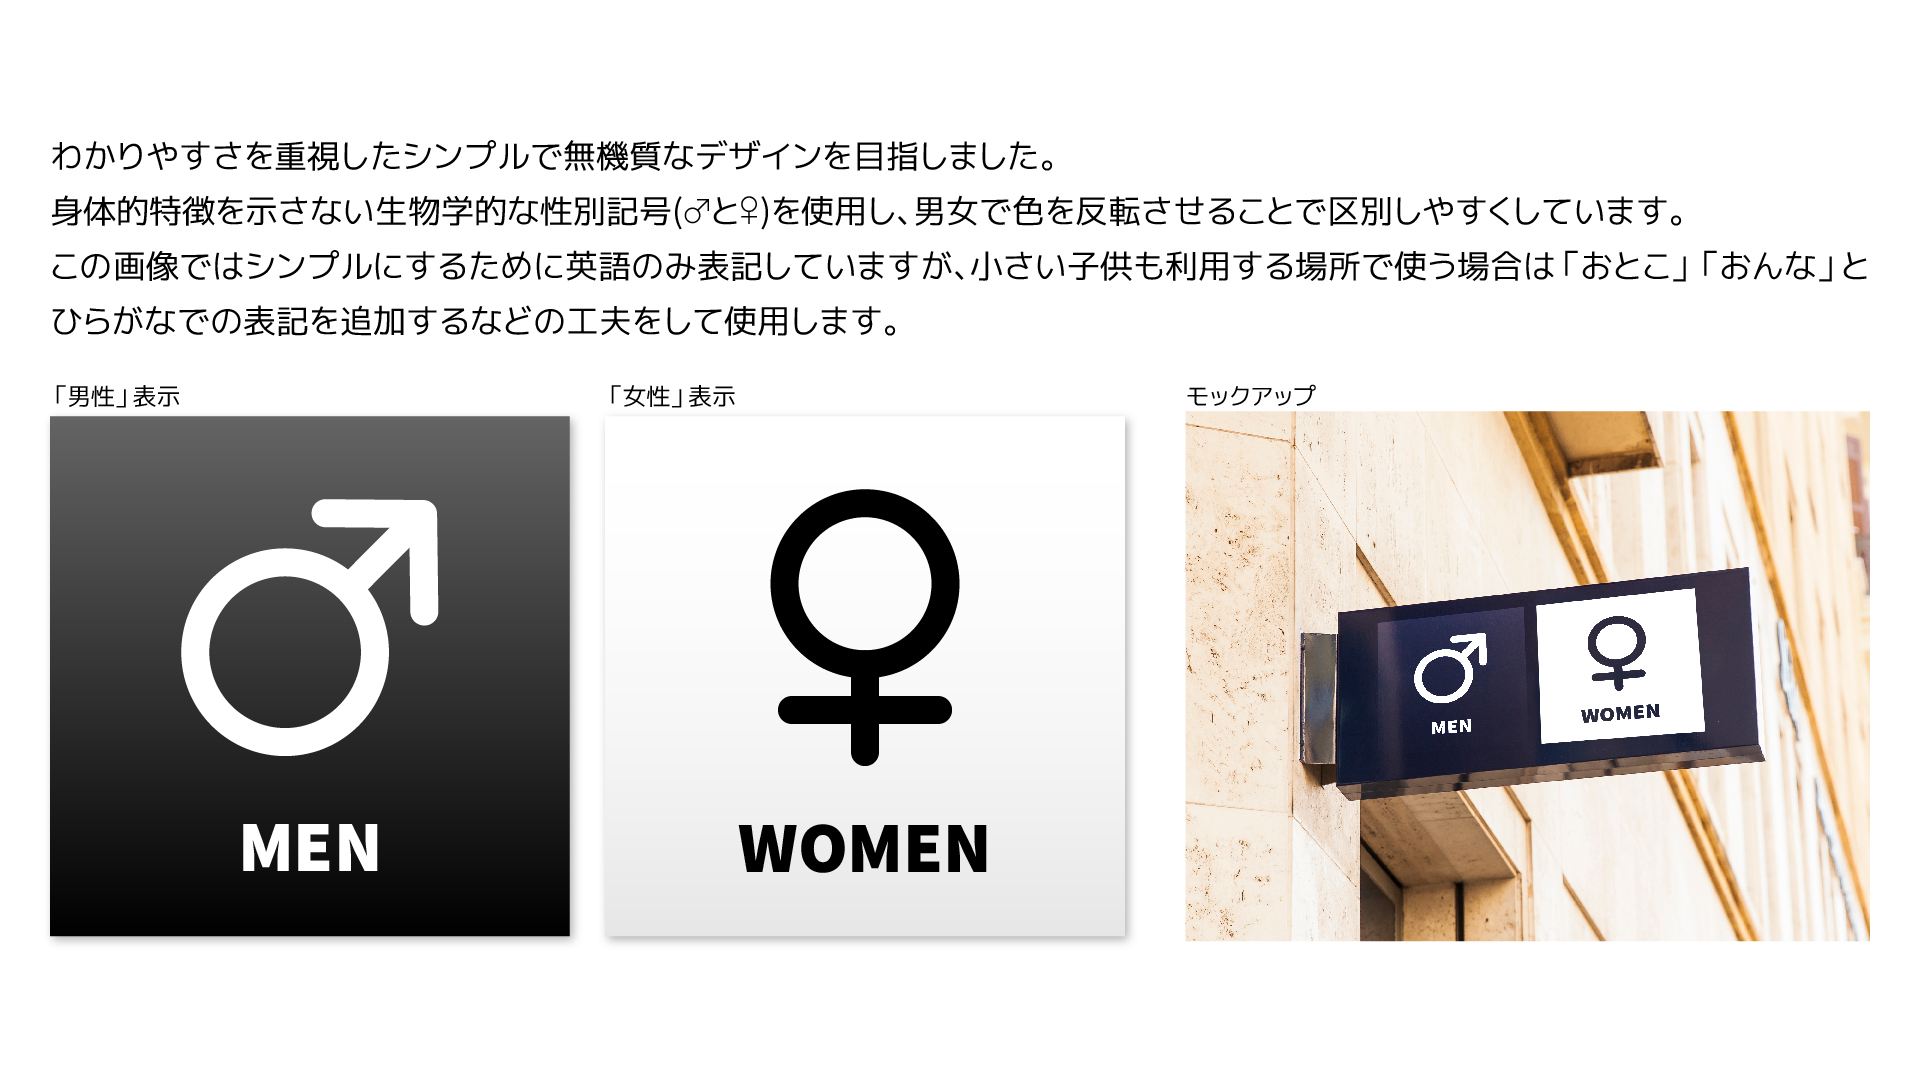 わかりやすさを重視したシンプルで無機質なデザインを目指しました。
身体的特徴を示さない生物学的な性別記号(♂と♀)を使用し、男女で色を反転させることで区別しやすくしています。
この画像ではシンプルにするために英語のみ表記していますが、小さい子供も利用する場所で使う場合は「おとこ」「おんな」と
ひらがなでの表記を追加するなどの工夫をして使用します。
「男性」表示
「女性」表示
モックアップ
MEN
WOMEN
MEN
WOMEN